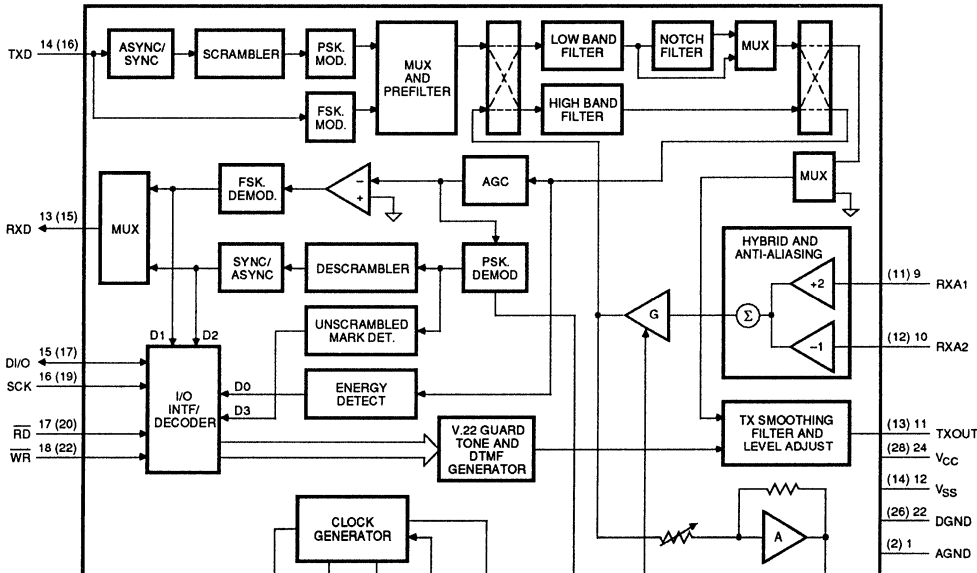 TXD
14 (16)
ASYNC/
SYNC
SCRAMBLER
PSK.
MOD.
FSK.
MOD.
MUX
AND
PREFILTER
LOW BAND
FILTER
NOTCH
FILTER
MUX
HIGH BAND
FILTER
MUX
RXD
13 (15)
MUX
FSK.
DEMOD.
−
+
AGC
SYNC/
ASYNC
DESCRAMBLER
PSK.
DEMOD
UNSCRAMBLED
MARK DET.
ENERGY
DETECT
D1
D2
D0
D3
I/O
INTF/
DECODER
DI/O
15 (17)
SCK
16 (19)
RD
17 (20)
WR
18 (22)
V.22 GUARD
TONE AND
DTMF
GENERATOR
CLOCK
GENERATOR
HYBRID AND
ANTI-ALIASING
+2
−1
Σ
G
TX SMOOTHING
FILTER AND
LEVEL ADJUST
A
(11) 9
RXA1
(12) 10
RXA2
(13) 11
TXOUT
(28) 24
VCC
(14) 12
VSS
(26) 22
DGND
(2) 1
AGND